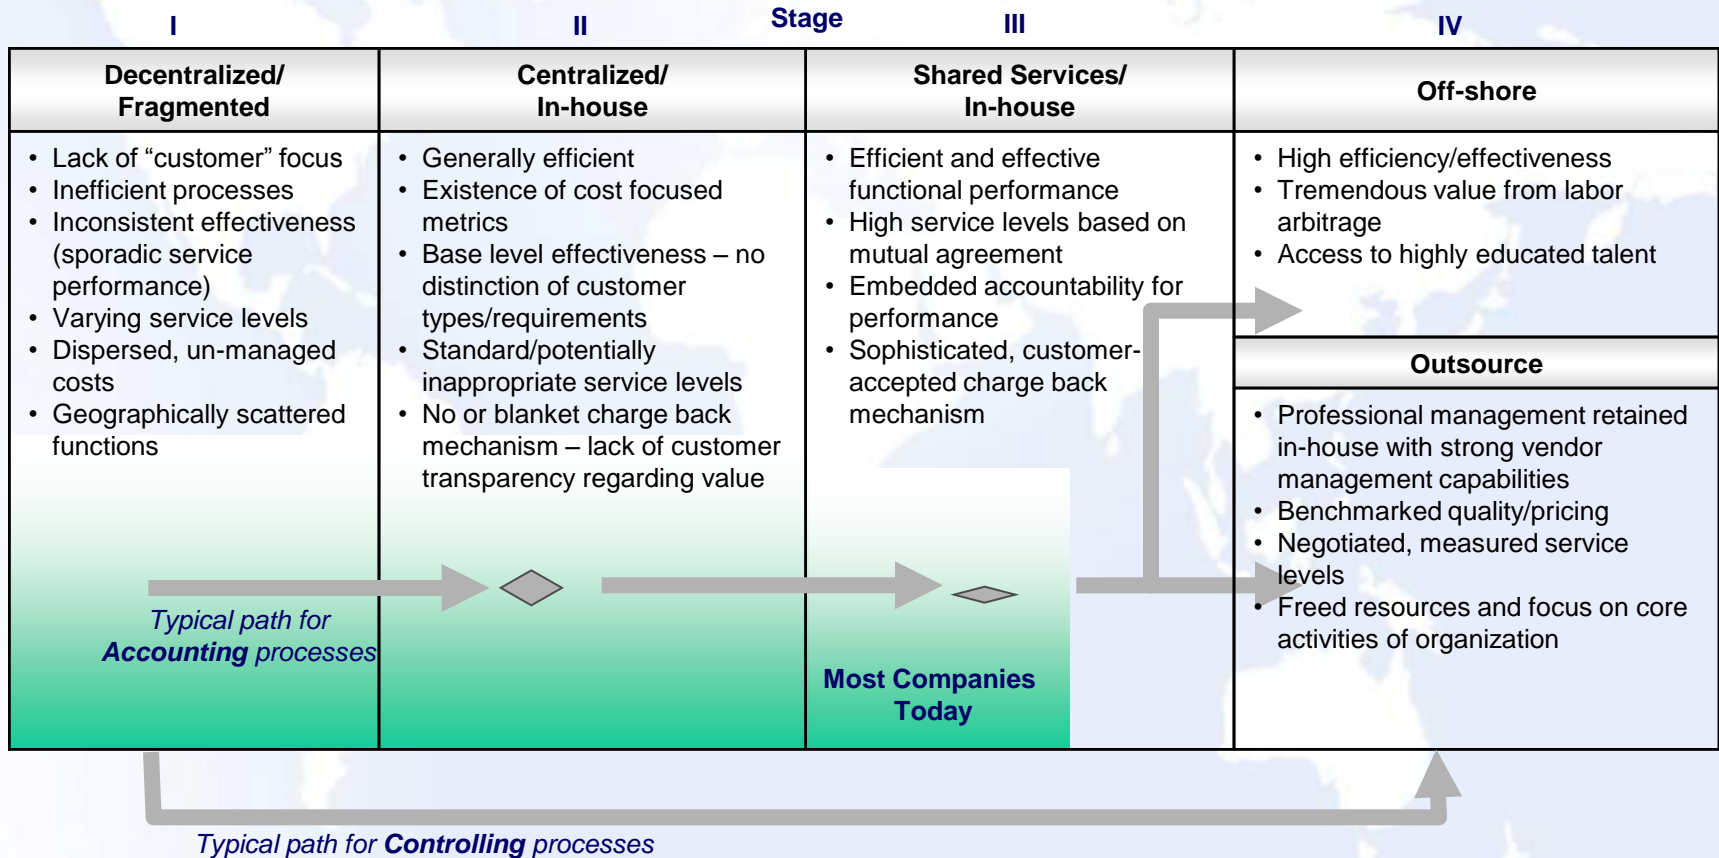 Stage
I
II
III
IV
Decentralized/
Fragmented
Centralized/
In-house
Shared Services/
In-house
Off-shore
• Lack of “customer” focus
• Inefficient processes
• Inconsistent effectiveness
(sporadic service
performance)
• Varying service levels
• Dispersed, un-managed
costs
• Geographically scattered
functions
• Generally efficient
• Existence of cost focused
metrics
• Base level effectiveness – no
distinction of customer
types/requirements
• Standard/potentially
inappropriate service levels
• No or blanket charge back
mechanism – lack of customer
transparency regarding value
• Efficient and effective
functional performance
• High service levels based on
mutual agreement
• Embedded accountability for
performance
• Sophisticated, customer-
accepted charge back
mechanism
• High efficiency/effectiveness
• Tremendous value from labor
arbitrage
• Access to highly educated talent
Outsource
• Professional management retained
in-house with strong vendor
management capabilities
• Benchmarked quality/pricing
• Negotiated, measured service
levels
• Freed resources and focus on core
activities of organization
Typical path for
Accounting processes
Most Companies
Today
Typical path for Controlling processes